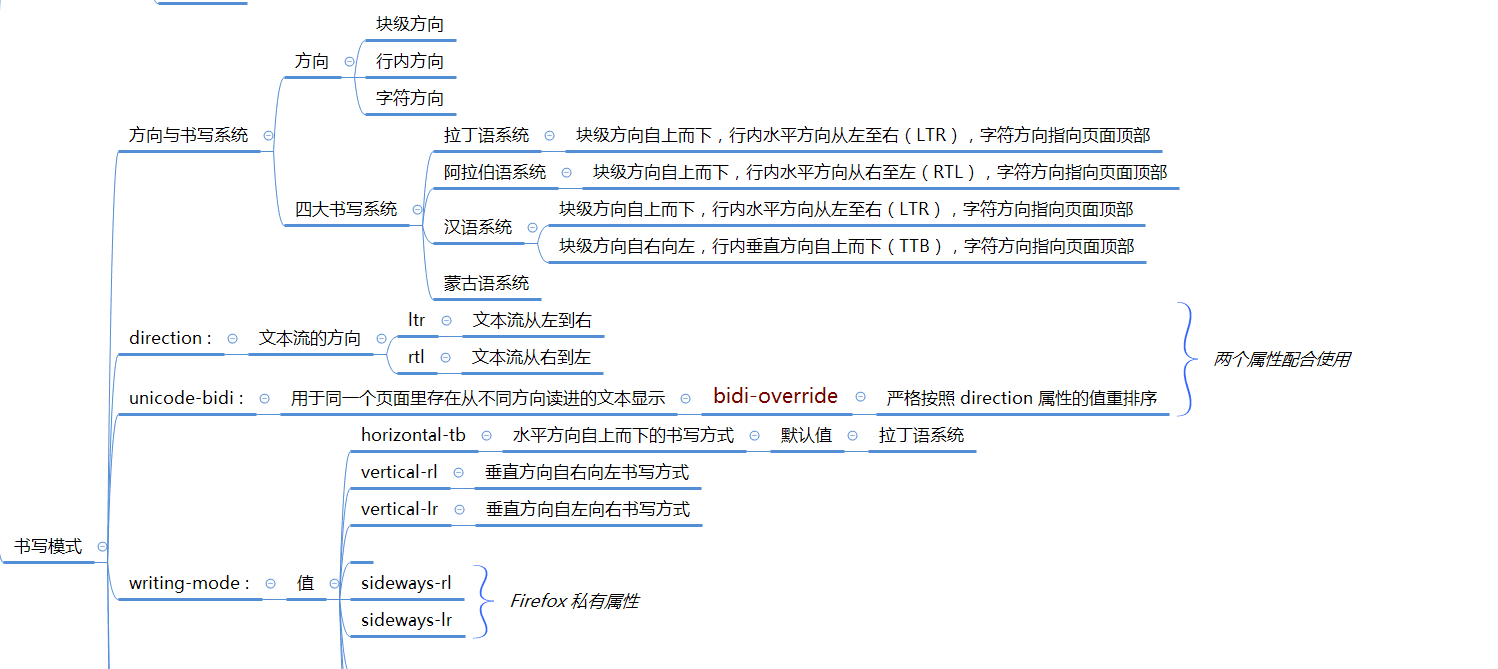 块级方向
方向
行内方向
字符方向
方向与书写系统
拉丁语系统
块级方向自上而下，行内水平方向从左至右（LTR），字符方向指向页面顶部
阿拉伯语系统
块级方向自上而下，行内水平方向从右至左（RTL），字符方向指向页面顶部
四大书写系统
汉语系统
块级方向自上而下，行内水平方向从左至右（LTR），字符方向指向页面顶部
块级方向自右向左，行内垂直方向自上而下（TTB），字符方向指向页面顶部
蒙古语系统
direction :
文本流的方向
ltr
文本流从左到右
rtl
文本流从右到左
两个属性配合使用
unicode-bidi :
用于同一个页面里存在从不同方向读进的文本显示
bidi-override
严格按照 direction 属性的值重排序
horizontal-tb
水平方向自上而下的书写方式
默认值
拉丁语系统
vertical-rl
垂直方向自右向左书写方式
vertical-lr
垂直方向自左向右书写方式
书写模式
writing-mode :
值
sideways-rl
sideways-lr
Firefox 私有属性